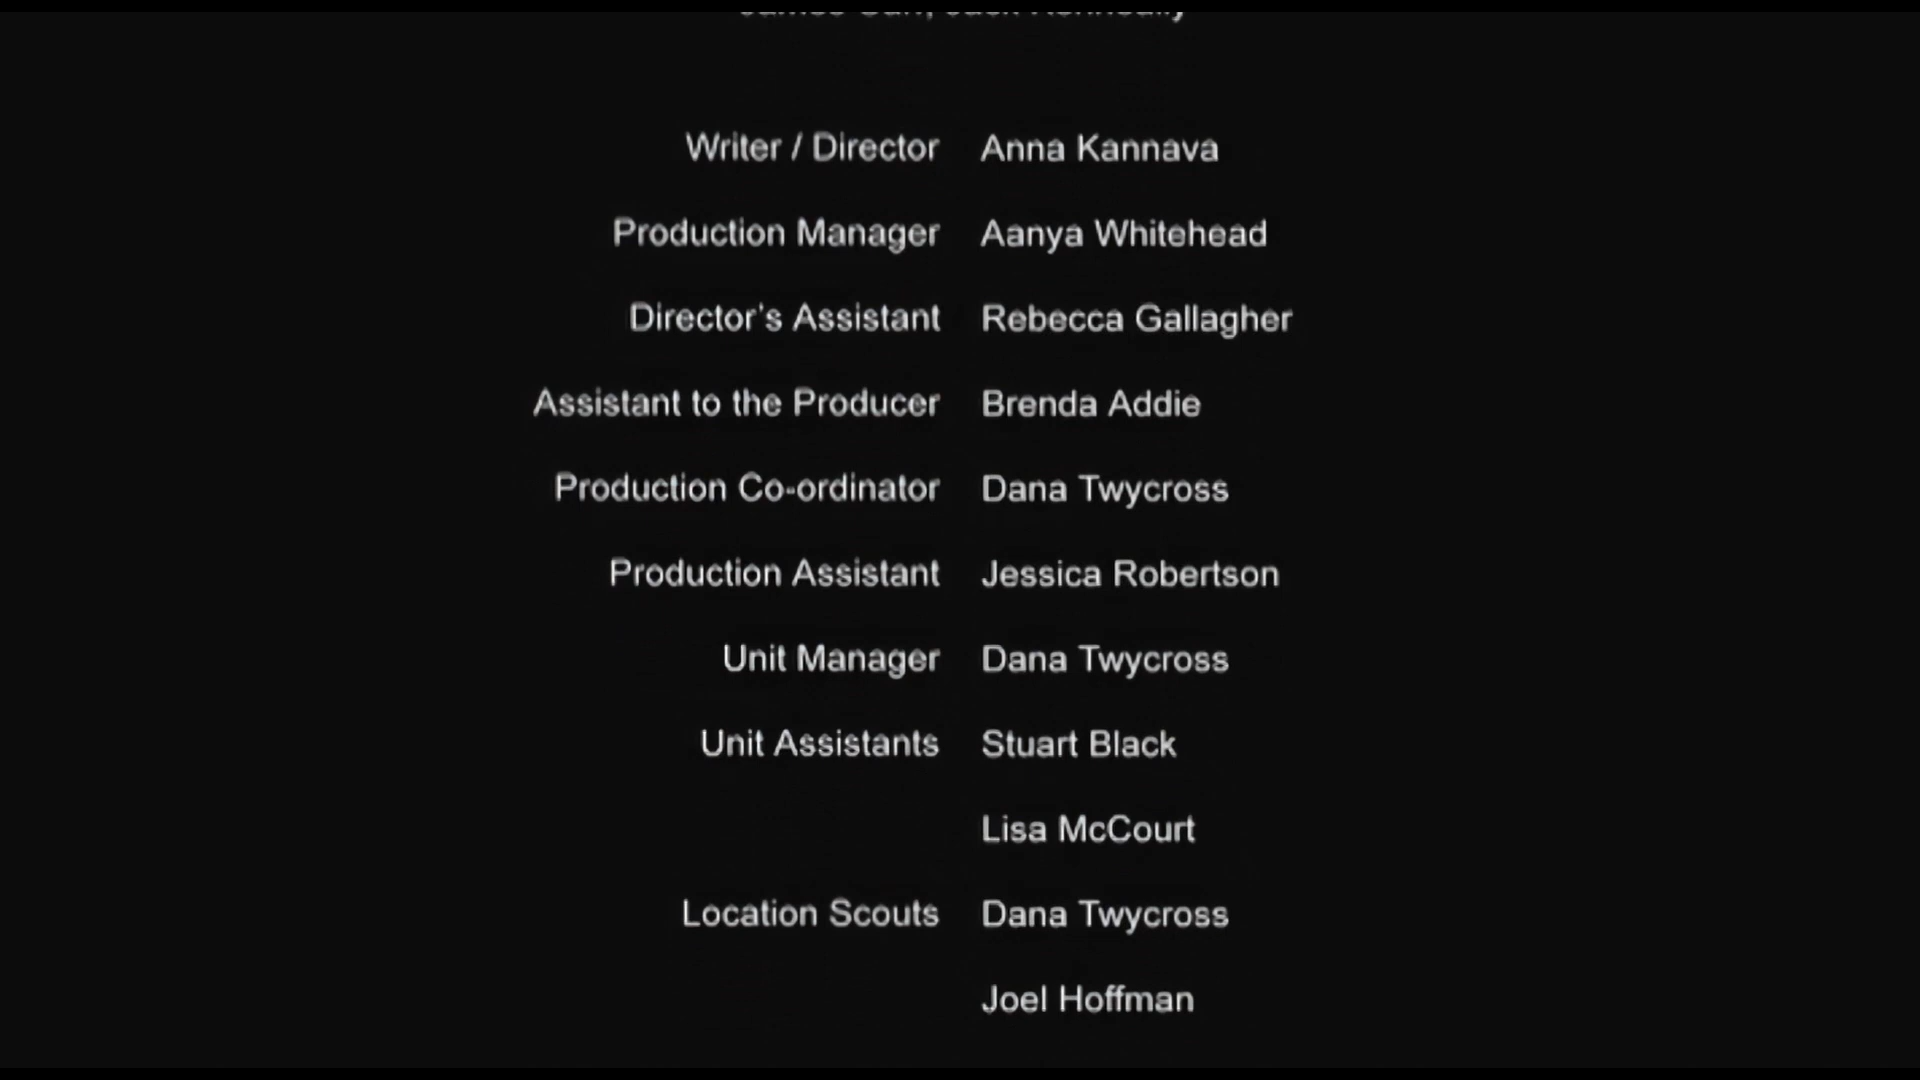 Writer / Director Anna Kannava
Production Manager Aanya Whitehead
Director's Assistant Rebecca Gallagher
Assistant to the Producer Brenda Addie
Production Co-ordinator Dana Twycross
Production Assistant Jessica Robertson
Unit Manager Dana Twycross
Unit Assistants Stuart Black
Lisa McCourt
Location Scouts Dana Twycross
Joel Hoffman